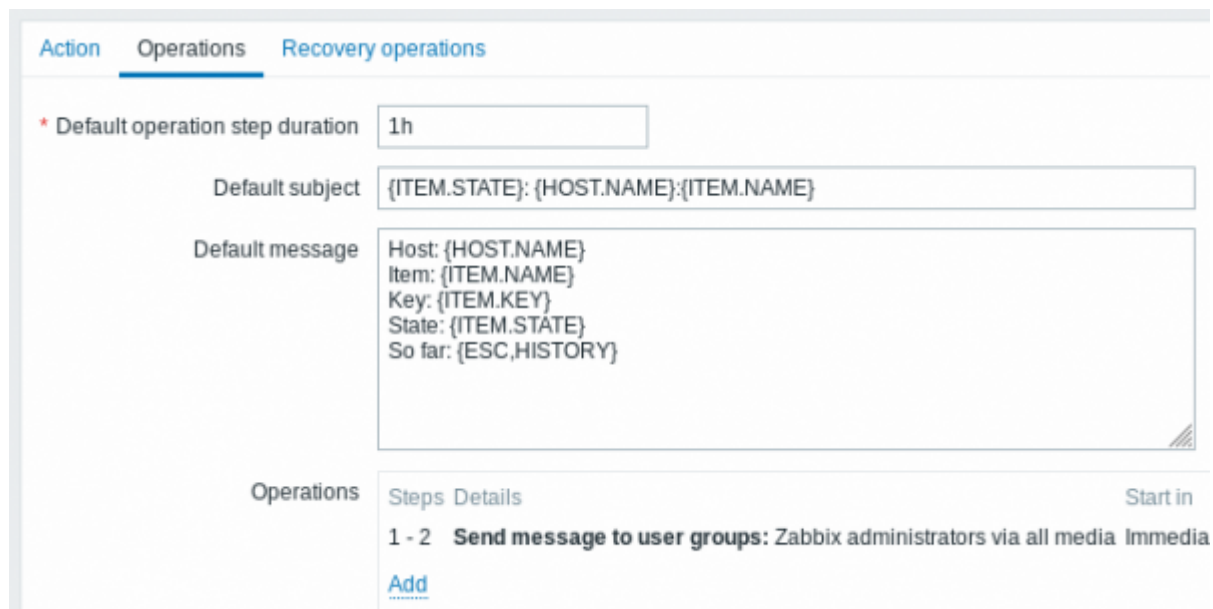 Action Operations Recovery operations
* Default operation step duration 1h
Default subject {ITEM.STATE}: {HOST.NAME}:{ITEM.NAME}
Default message Host: {HOST.NAME}
Item: {ITEM.NAME}
Key: {ITEM.KEY}
State: {ITEM.STATE}
So far: {ESC,HISTORY}
Operations Steps Details Start in
1 - 2 Send message to user groups: Zabbix administrators via all media Immedia
Add